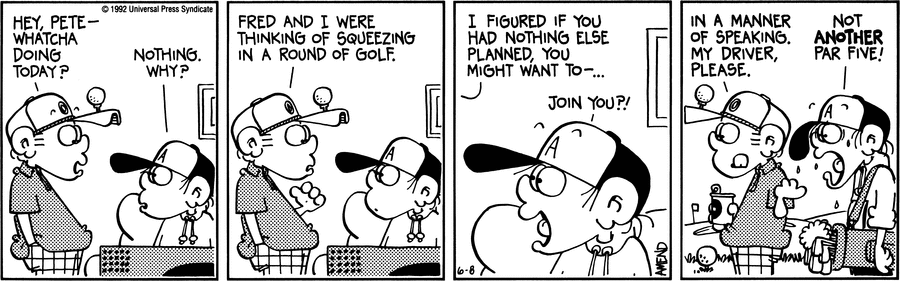 © 1992 Universal Press Syndicate
HEY, PETE—
WHATCHA
DOING
TODAY?
NOTHING.
WHY?
A
FRED AND I WERE
THINKING OF SQUEEZING
IN A ROUND OF GOLF.
A
I FIGURED IF YOU
HAD NOTHING ELSE
PLANNED, YOU
MIGHT WANT TO—...
JOIN YOU?!
A
6-8
AMEND
IN A MANNER
OF SPEAKING.
MY DRIVER,
PLEASE.
NOT
ANOTHER
PAR FIVE!
A